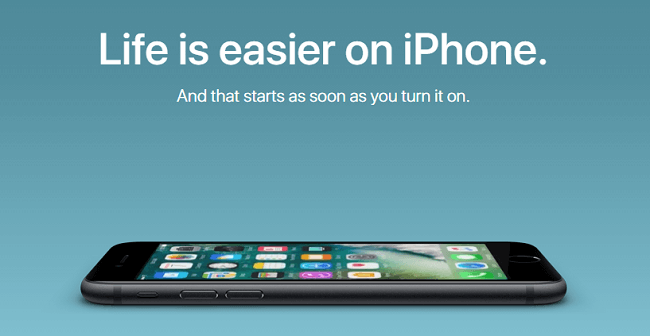 Life is easier on iPhone.
And that starts as soon as you turn it on.